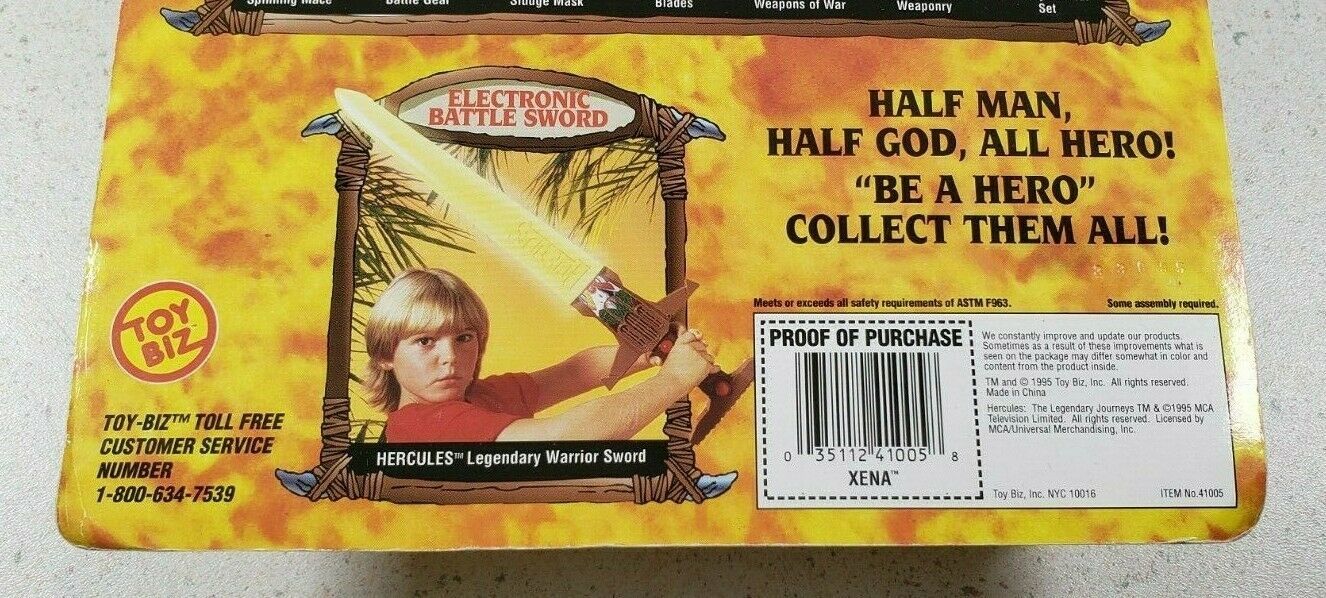 Spinning Mace
Battle Gear
Sludge Mask
Blades
Weapons of War
Weaponry
Set
ELECTRONIC
BATTLE SWORD
HALF MAN,
HALF GOD, ALL HERO!
“BE A HERO”
COLLECT THEM ALL!
TOY
BIZ™
TOY-BIZ™ TOLL FREE
CUSTOMER SERVICE
NUMBER
1-800-634-7539
HERCULES™ Legendary Warrior Sword
Meets or exceeds all safety requirements of ASTM F963.
Some assembly required.
PROOF OF PURCHASE
0 35112 41005 8
XENA™
We constantly improve and update our products.
Sometimes as a result of these improvements what is
seen on the package may differ somewhat in color and
content from the product inside.
TM and © 1995 Toy Biz, Inc. All rights reserved.
Made in China
Hercules: The Legendary Journeys TM & ©1995 MCA
Television Limited. All rights reserved. Licensed by
MCA/Universal Merchandising, Inc.
Toy Biz, Inc. NYC 10016
ITEM No.41005